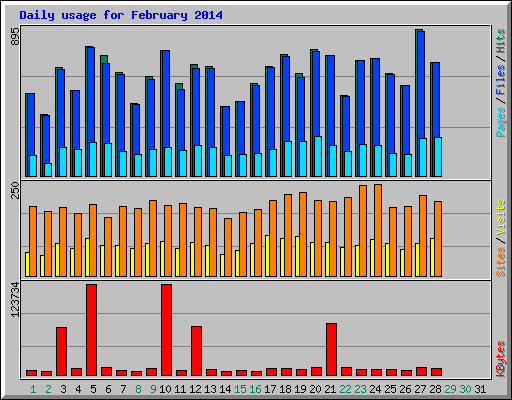 Daily usage for February 2014
895
Pages / Files / Hits
250
Sites / Visits
123734
KBytes
1 2 3 4 5 6 7 8 9 10 11 12 13 14 15 16 17 18 19 20 21 22 23 24 25 26 27 28 29 30 31